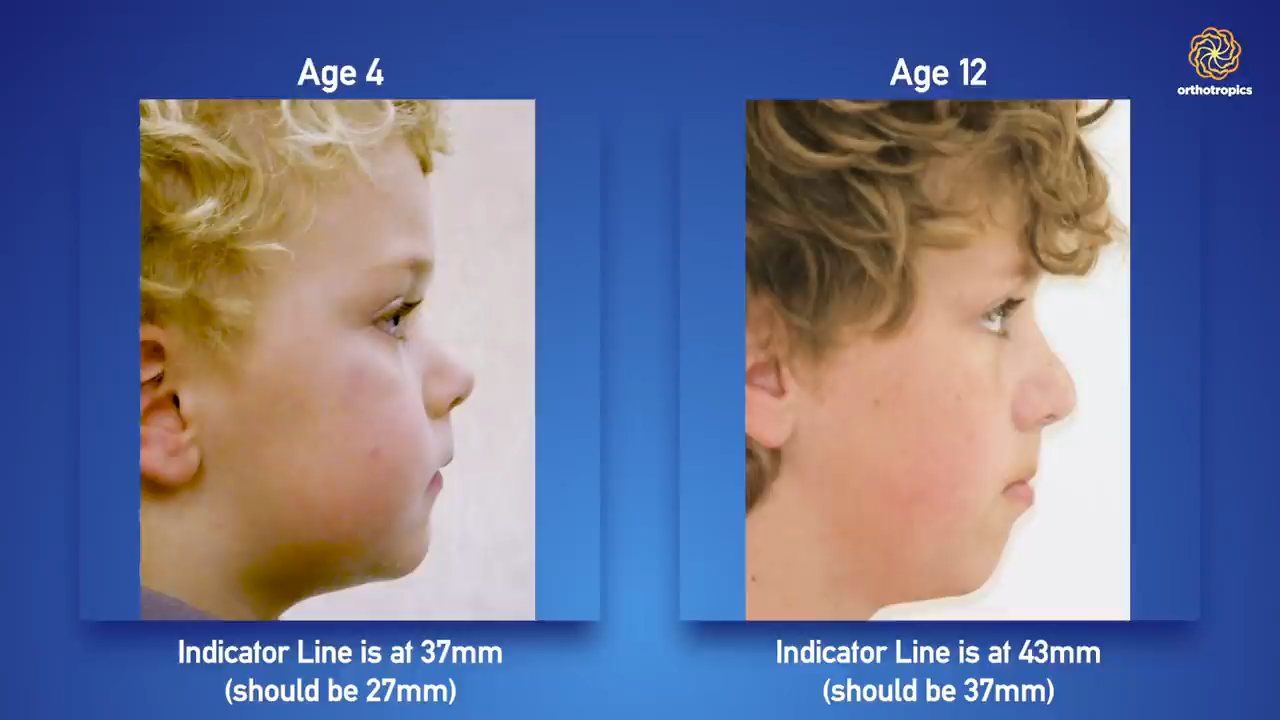 Age 4
Age 12
orthotropics
Indicator Line is at 37mm
(should be 27mm)
Indicator Line is at 43mm
(should be 37mm)